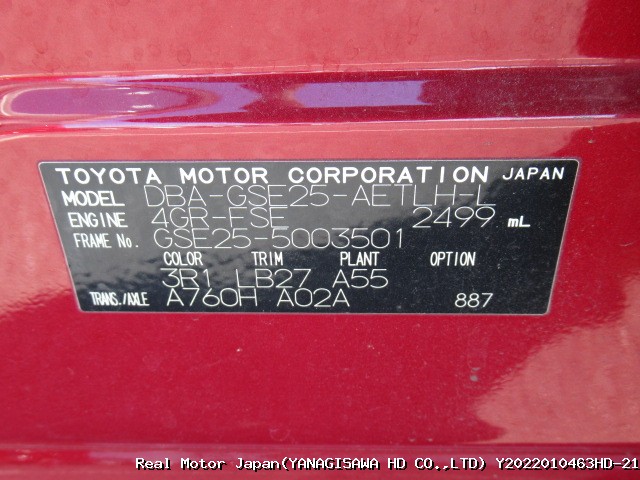 TOYOTA MOTOR CORPORATION JAPAN
MODEL DBA-GSE25-AETLH-L
ENGINE 4GR-FSE 2499 mL
FRAME No. GSE25-5003501
COLOR TRIM PLANT OPTION
3R1 LB27 A55
TRANS./AXLE A760H A02A 887
Real Motor Japan(YANAGISAWA HD CO.,LTD) Y2022010463HD-21